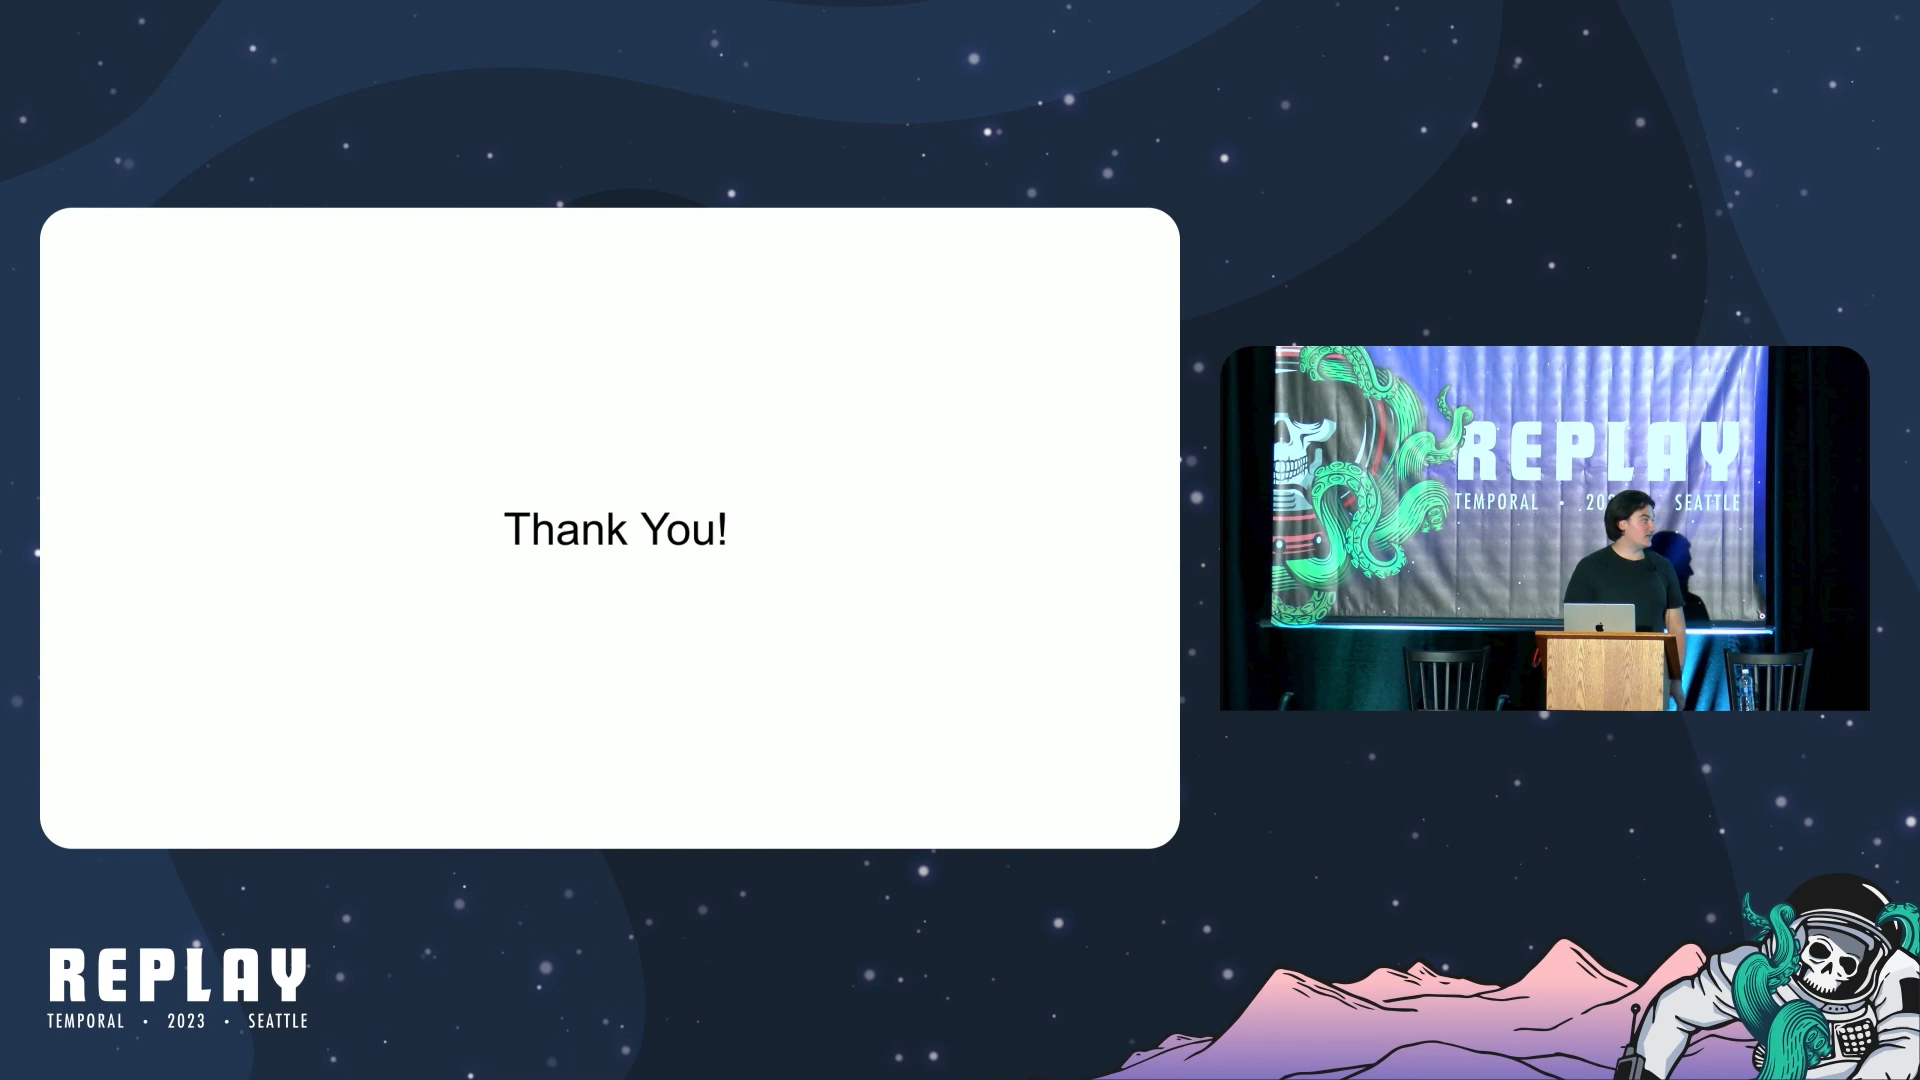 Thank You!
REPLAY
TEMPORAL • SEATTLE
REPLAY
TEMPORAL • 2023 • SEATTLE